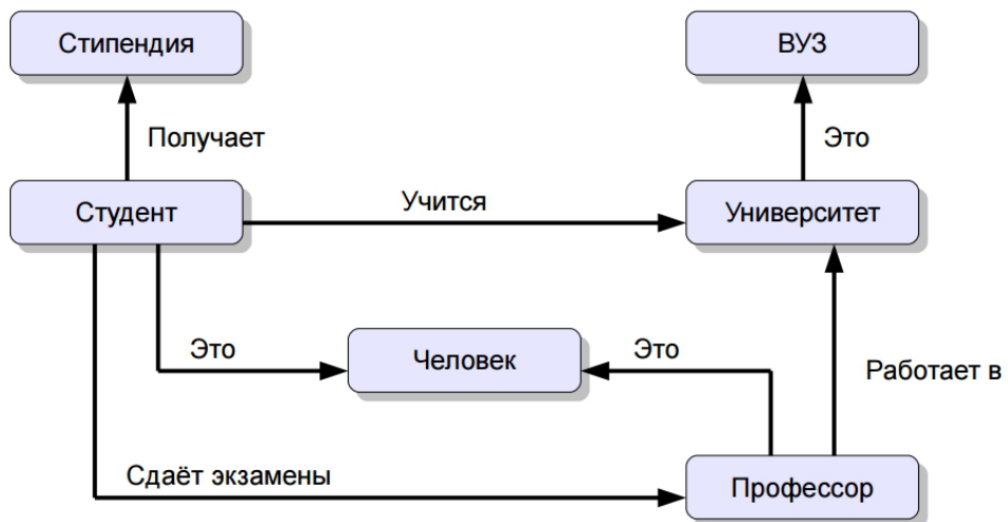 Стипендия
ВУЗ
Получает
Это
Студент
Учится
Университет
Это
Человек
Это
Работает в
Сдаёт экзамены
Профессор